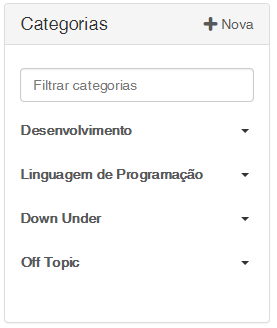 Categorias
Nova
Filtrar categorias
Desenvolvimento
Linguagem de Programação
Down Under
Off Topic